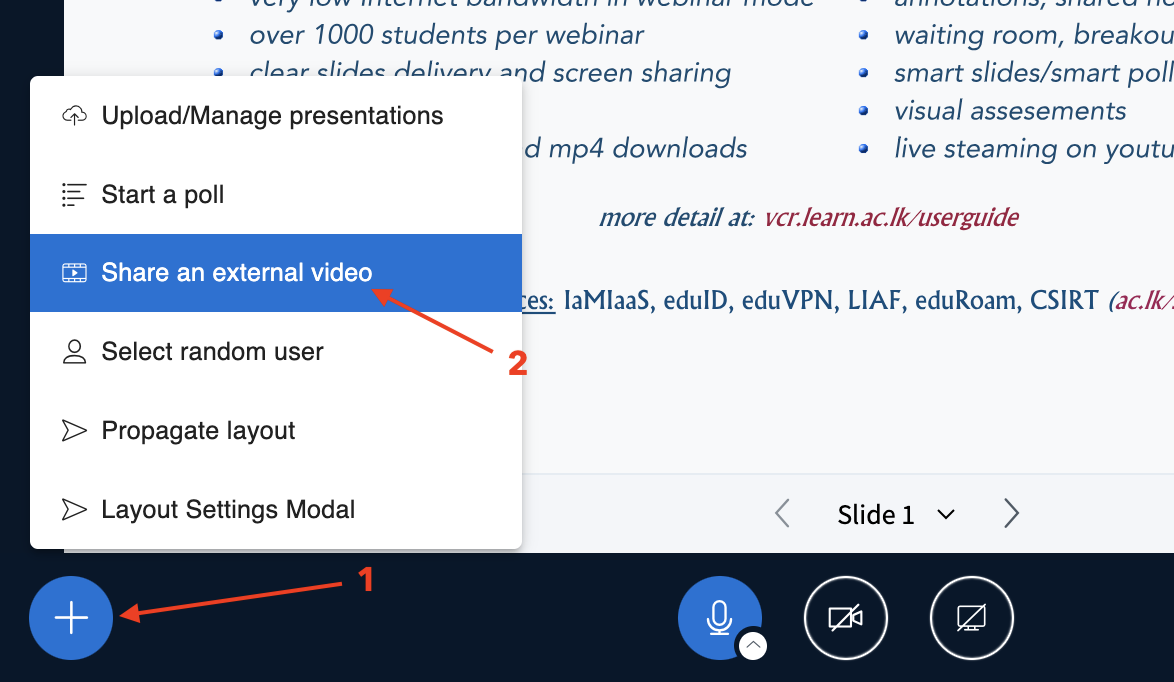 very low internet bandwidth in webinar mode
over 1000 students per webinar
clear slides delivery and screen sharing
d mp4 downloads
annotations, shared no
waiting room, breakou
smart slides/smart poll
visual assesements
live steaming on youtu
more detail at: vcr.learn.ac.lk/userguide
ces: IaMIaaS, eduID, eduVPN, LIAF, eduRoam, CSIRT (ac.lk/
Upload/Manage presentations
Start a poll
Share an external video
2
Select random user
Propagate layout
Layout Settings Modal
Slide 1
1